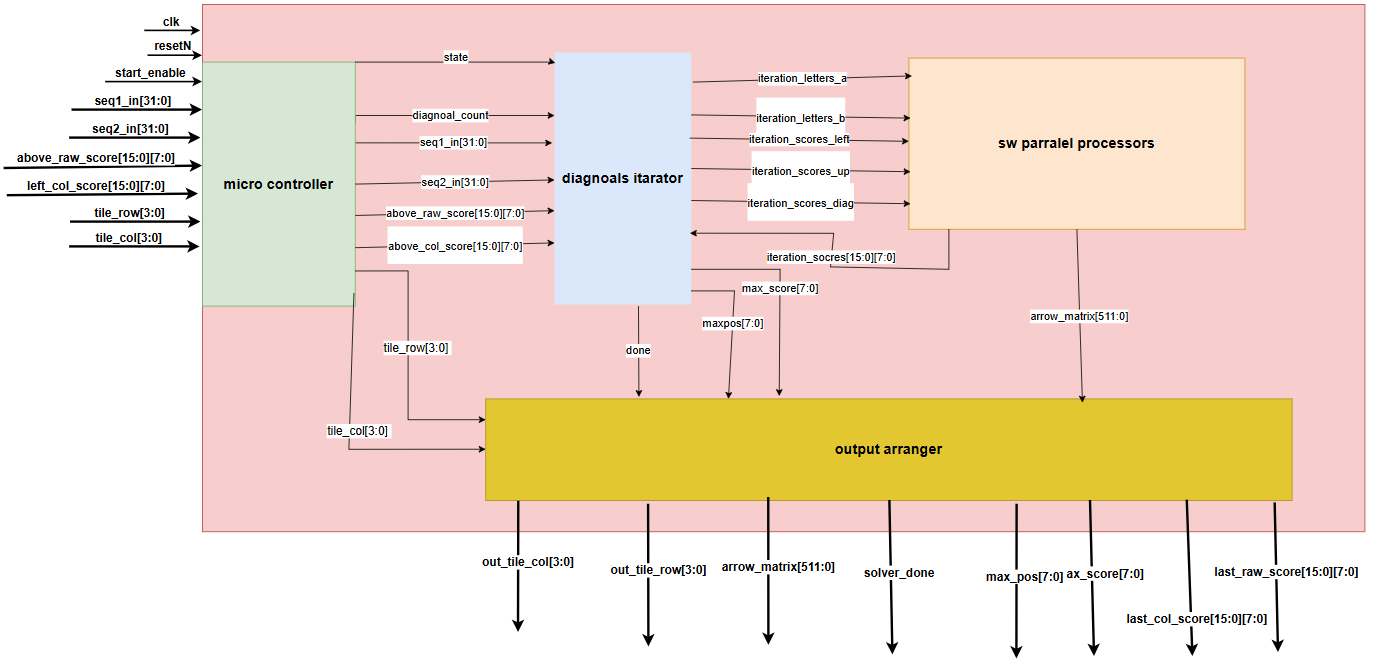 clk
resetN
start_enable
seq1_in[31:0]
seq2_in[31:0]
above_raw_score[15:0][7:0]
left_col_score[15:0][7:0]
tile_row[3:0]
tile_col[3:0]
micro controller
state
diagnoal_count
seq1_in[31:0]
seq2_in[31:0]
above_raw_score[15:0][7:0]
above_col_score[15:0][7:0]
tile_row[3:0]
tile_col[3:0]
diagnoals itarator
iteration_letters_a
iteration_letters_b
iteration_scores_left
iteration_scores_up
iteration_scores_diag
iteration_socres[15:0][7:0]
max_score[7:0]
maxpos[7:0]
done
sw parralel processors
arrow_matrix[511:0]
output arranger
out_tile_col[3:0]
out_tile_row[3:0]
arrow_matrix[511:0]
solver_done
max_pos[7:0]
ax_score[7:0]
last_col_score[15:0][7:0]
last_raw_score[15:0][7:0]